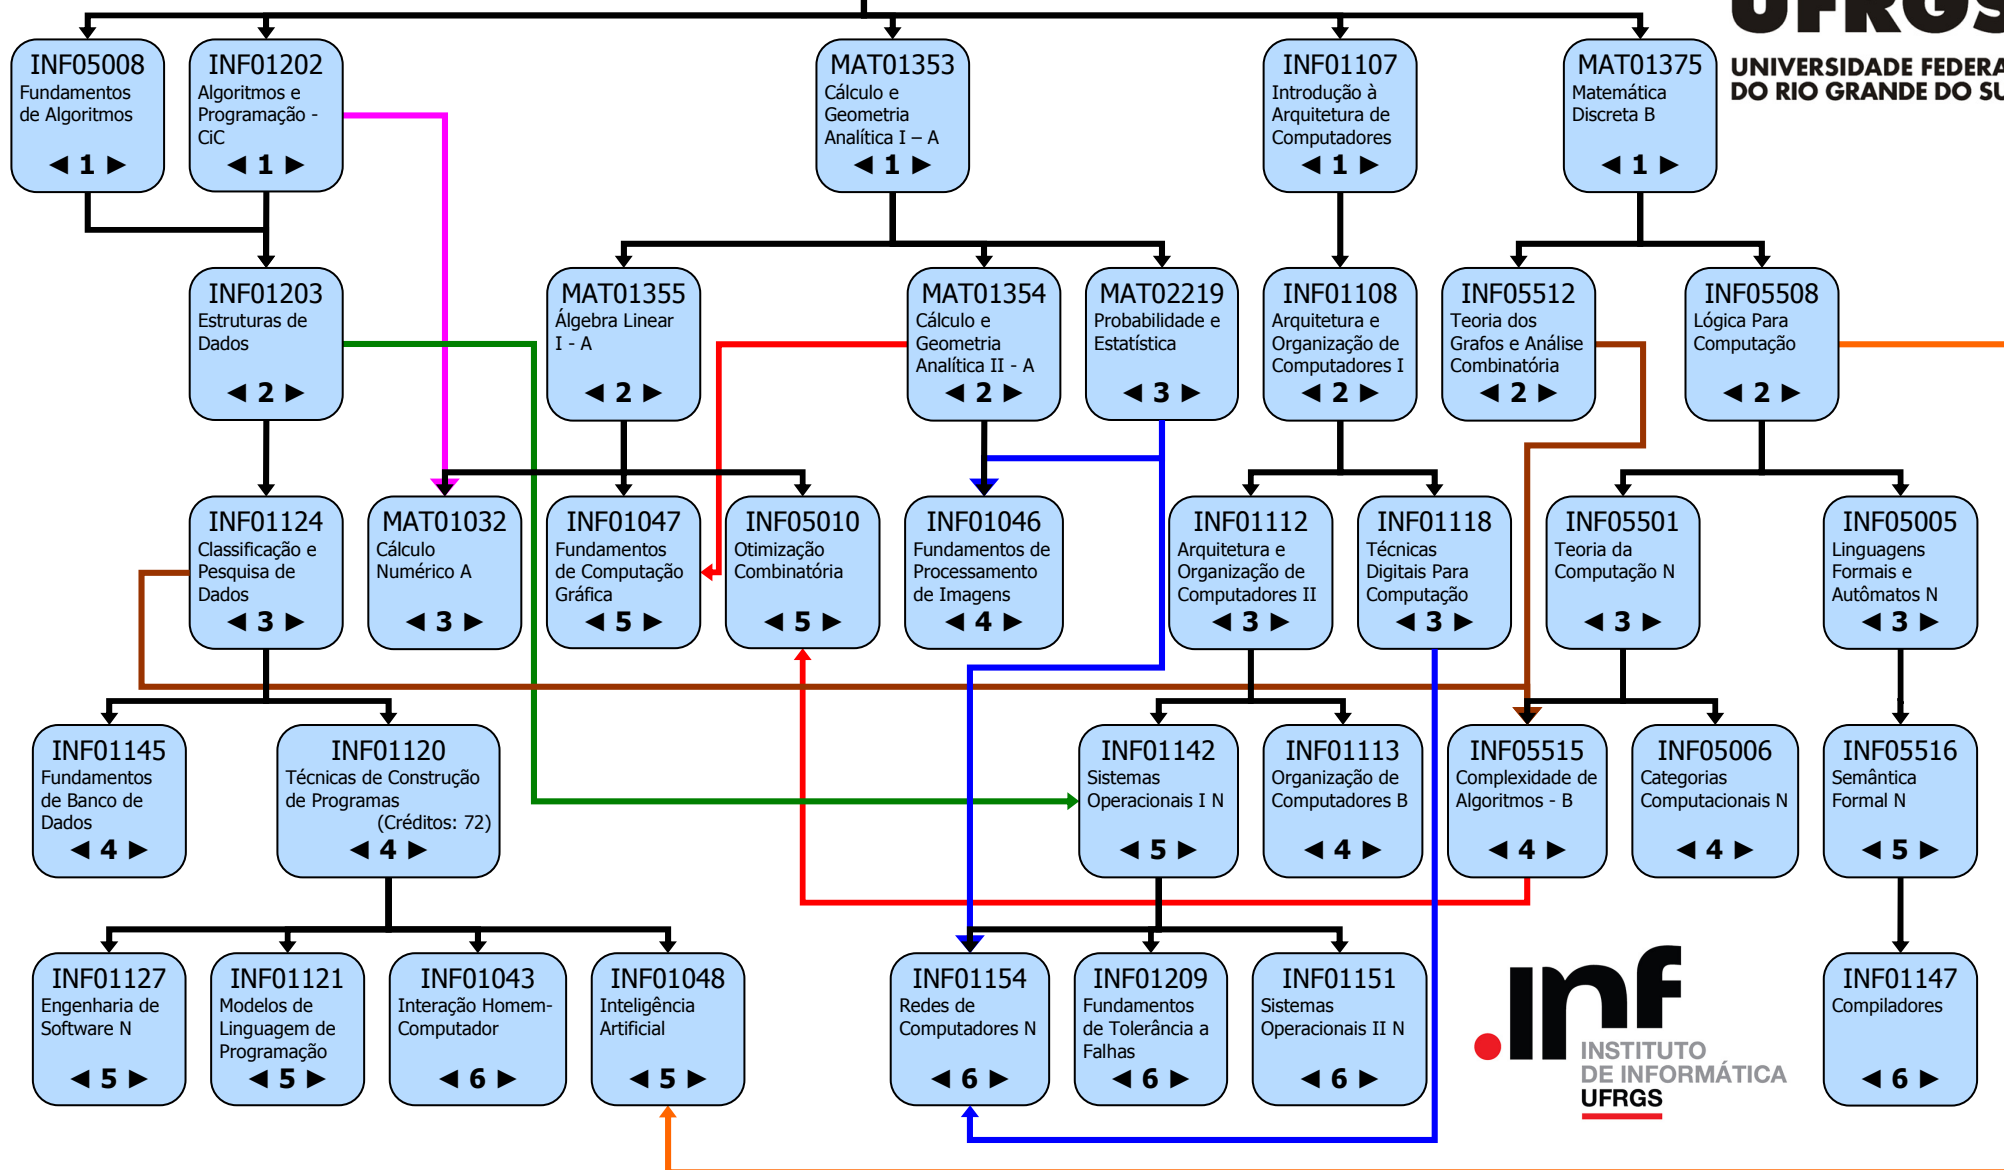 UFRGS
UNIVERSIDADE FEDERA
DO RIO GRANDE DO SU
INF05008
Fundamentos
de Algoritmos
◄ 1 ►
INF01202
Algoritmos e
Programação -
CiC
◄ 1 ►
MAT01353
Cálculo e
Geometria
Analítica I – A
◄ 1 ►
INF01107
Introdução à
Arquitetura de
Computadores
◄ 1 ►
MAT01375
Matemática
Discreta B
◄ 1 ►
INF01203
Estruturas de
Dados
◄ 2 ►
MAT01355
Álgebra Linear
I - A
◄ 2 ►
MAT01354
Cálculo e
Geometria
Analítica II - A
◄ 2 ►
MAT02219
Probabilidade e
Estatística
◄ 3 ►
INF01108
Arquitetura e
Organização de
Computadores I
◄ 2 ►
INF05512
Teoria dos
Grafos e Análise
Combinatória
◄ 2 ►
INF05508
Lógica Para
Computação
◄ 2 ►
INF01124
Classificação e
Pesquisa de
Dados
◄ 3 ►
MAT01032
Cálculo
Numérico A
◄ 3 ►
INF01047
Fundamentos
de Computação
Gráfica
◄ 5 ►
INF05010
Otimização
Combinatória
◄ 5 ►
INF01046
Fundamentos de
Processamento
de Imagens
◄ 4 ►
INF01112
Arquitetura e
Organização de
Computadores II
◄ 3 ►
INF01118
Técnicas
Digitais Para
Computação
◄ 3 ►
INF05501
Teoria da
Computação N
◄ 3 ►
INF05005
Linguagens
Formais e
Autômatos N
◄ 3 ►
INF01145
Fundamentos
de Banco de
Dados
◄ 4 ►
INF01120
Técnicas de Construção
de Programas
(Créditos: 72)
◄ 4 ►
INF01142
Sistemas
Operacionais I N
◄ 5 ►
INF01113
Organização de
Computadores B
◄ 4 ►
INF05515
Complexidade de
Algoritmos - B
◄ 4 ►
INF05006
Categorias
Computacionais N
◄ 4 ►
INF05516
Semântica
Formal N
◄ 5 ►
INF01127
Engenharia de
Software N
◄ 5 ►
INF01121
Modelos de
Linguagem de
Programação
◄ 5 ►
INF01043
Interação Homem-
Computador
◄ 6 ►
INF01048
Inteligência
Artificial
◄ 5 ►
INF01154
Redes de
Computadores N
◄ 6 ►
INF01209
Fundamentos
de Tolerância a
Falhas
◄ 6 ►
INF01151
Sistemas
Operacionais II N
◄ 6 ►
.inf
INSTITUTO
DE INFORMÁTICA
UFRGS
INF01147
Compiladores
◄ 6 ►